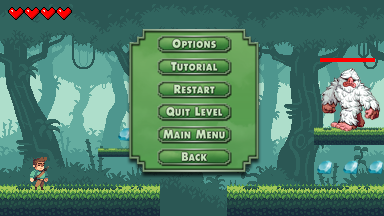 Options
Tutorial
Restart
Quit Level
Main Menu
Back